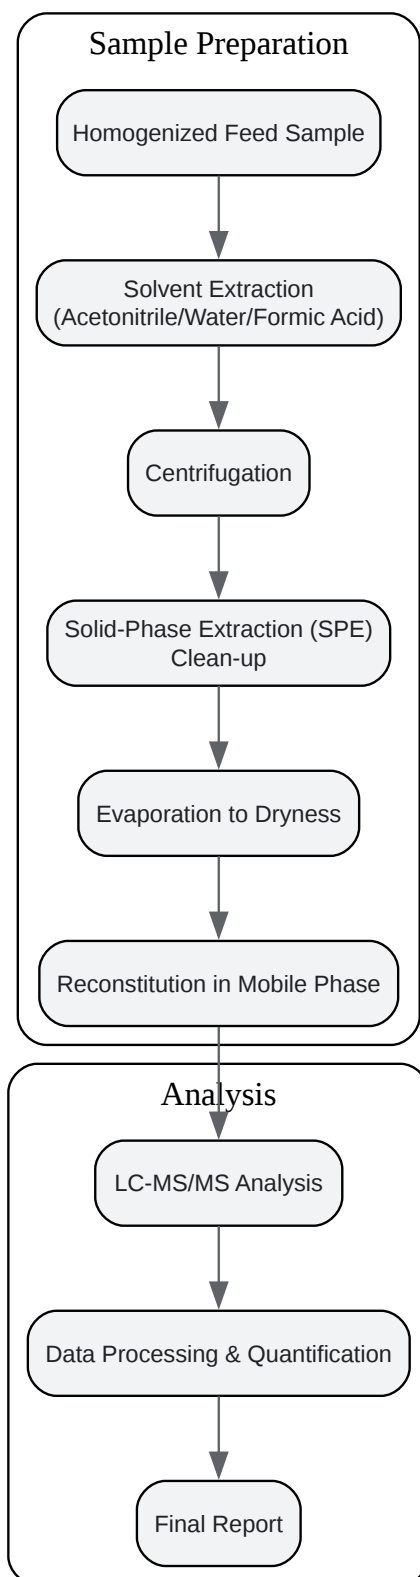 Sample Preparation
Homogenized Feed Sample
Solvent Extraction
(Acetonitrile/Water/Formic Acid)
Centrifugation
Solid-Phase Extraction (SPE)
Clean-up
Evaporation to Dryness
Reconstitution in Mobile Phase
Analysis
LC-MS/MS Analysis
Data Processing & Quantification
Final Report